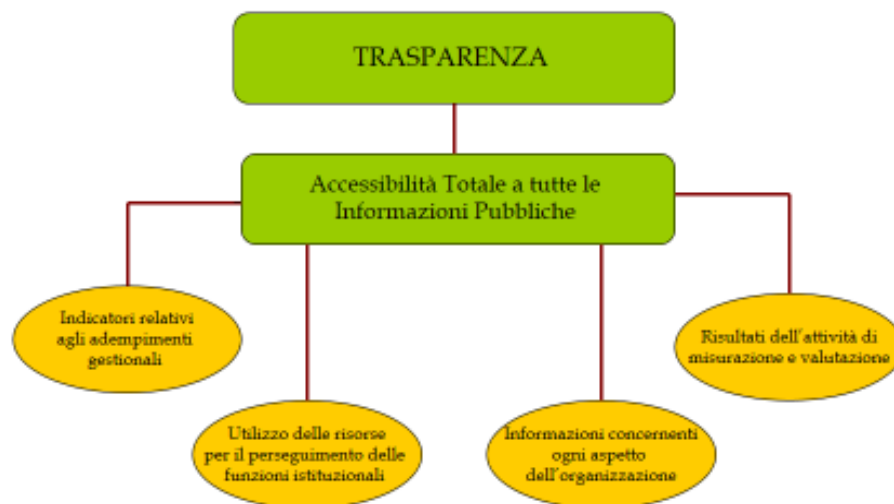 TRASPARENZA
Accessibilità Totale a tutte le
Informazioni Pubbliche
Indicatori relativi
agli adempimenti
gestionali
Utilizzo delle risorse
per il perseguimento delle
funzioni istituzionali
Informazioni concernenti
ogni aspetto
dell'organizzazione
Risultati dell'attività di
misurazione e valutazione